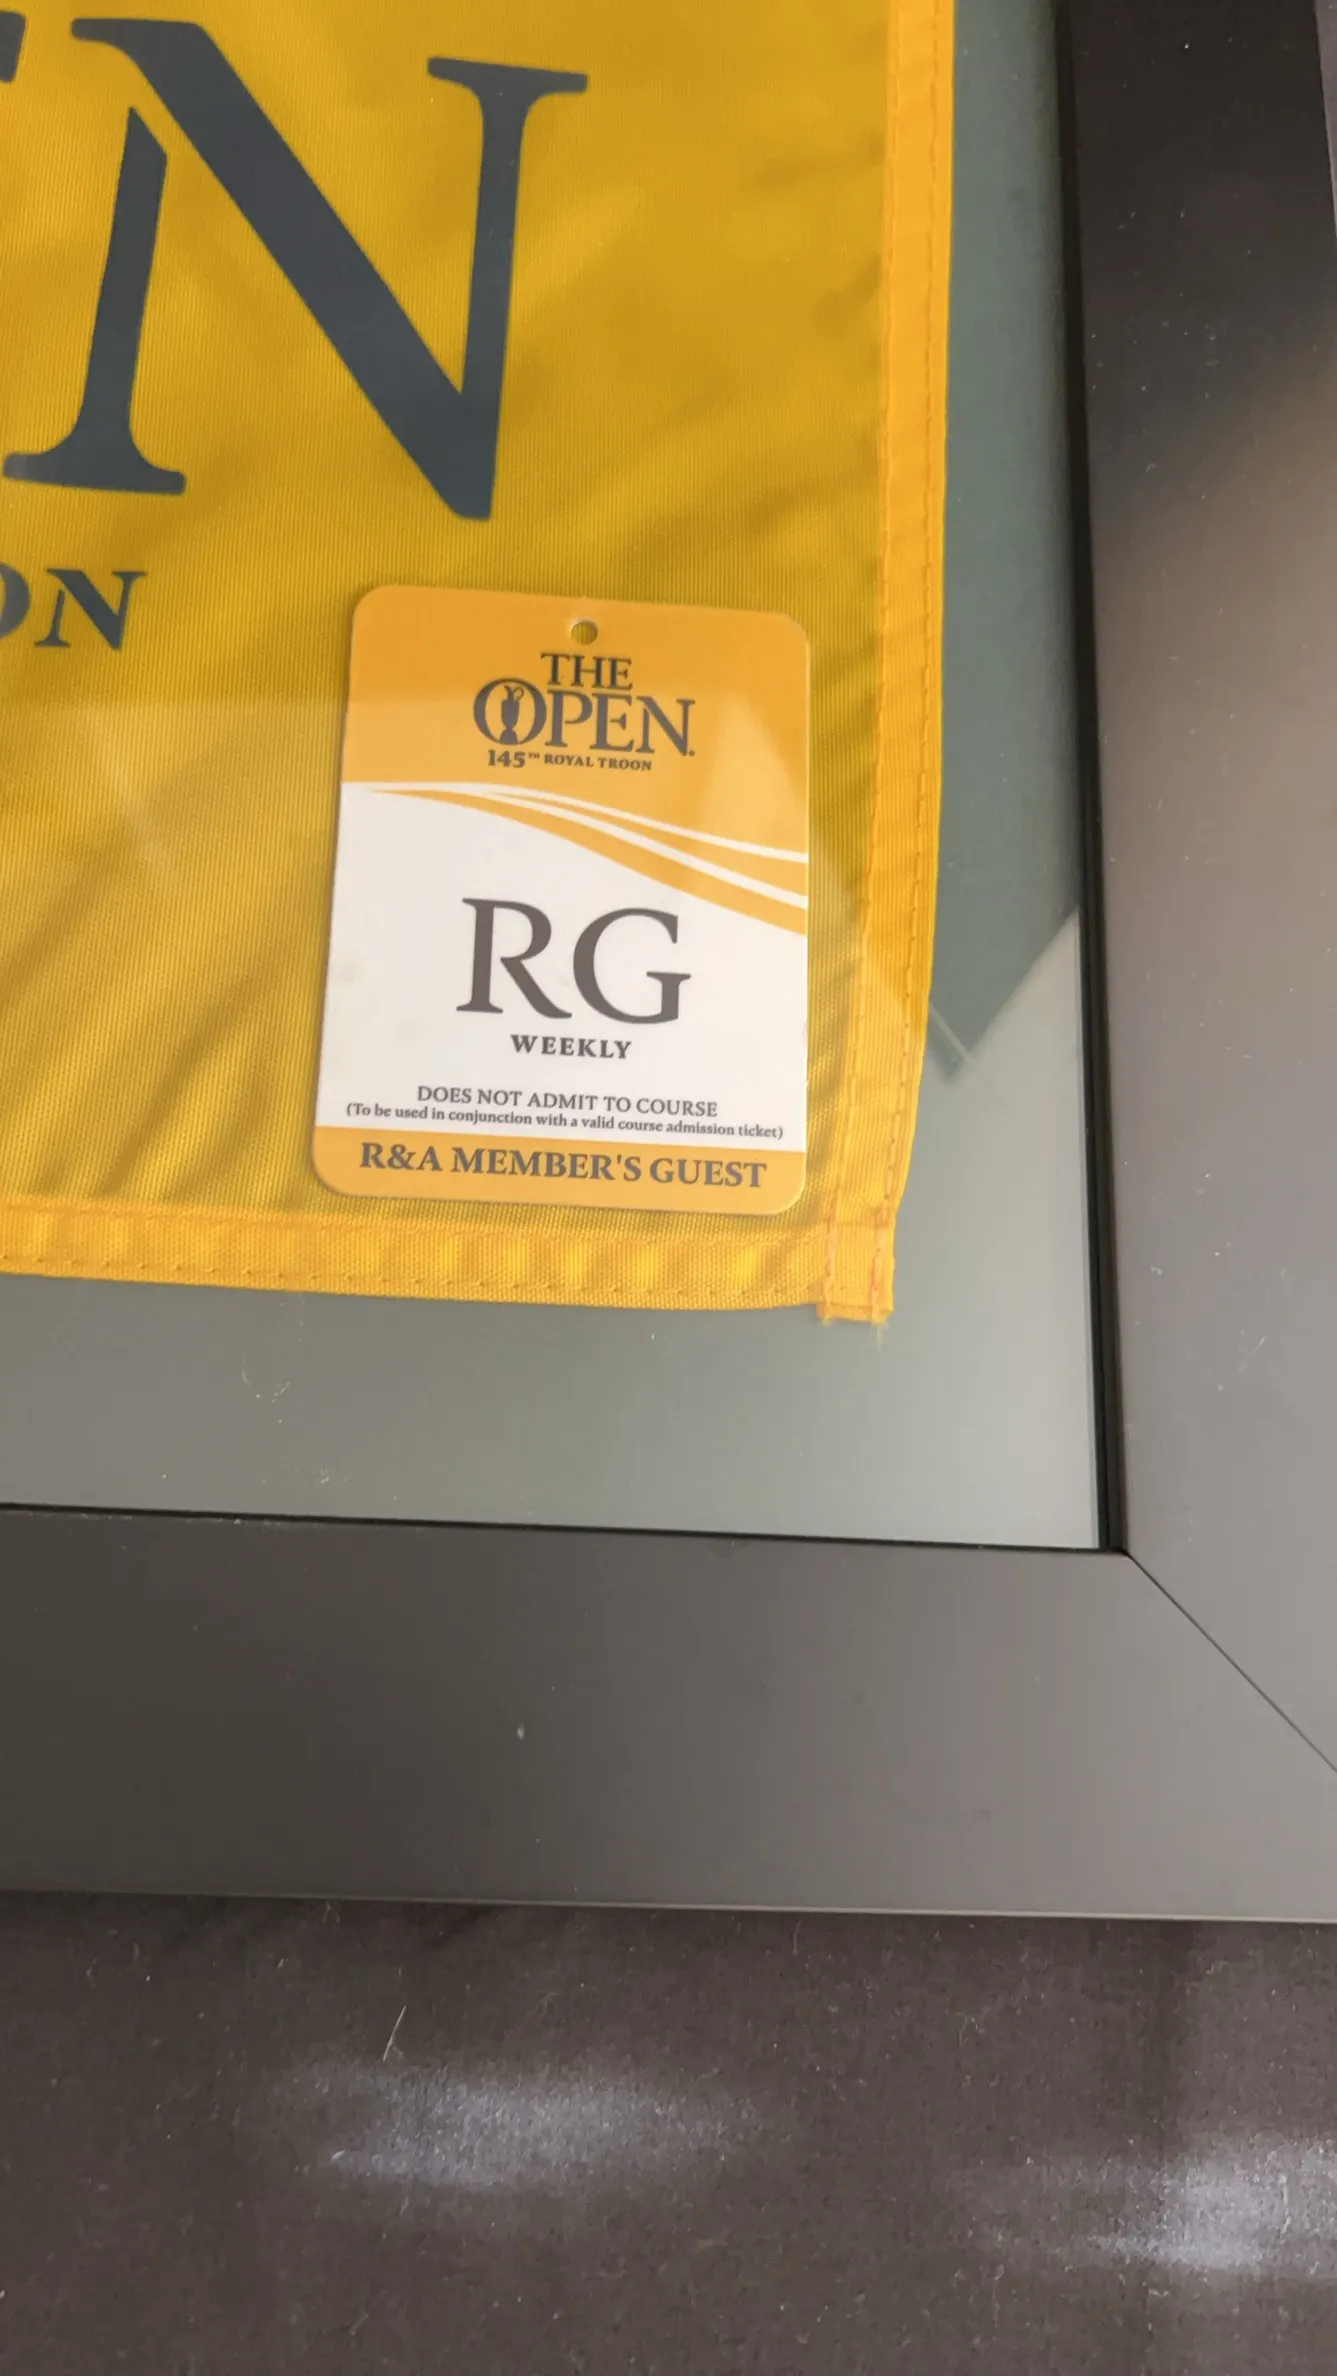 EN
ON
THE
OPEN.
145™ ROYAL TROON
RG
WEEKLY
DOES NOT ADMIT TO COURSE
(To be used in conjunction with a valid course admission ticket)
R&A MEMBER'S GUEST